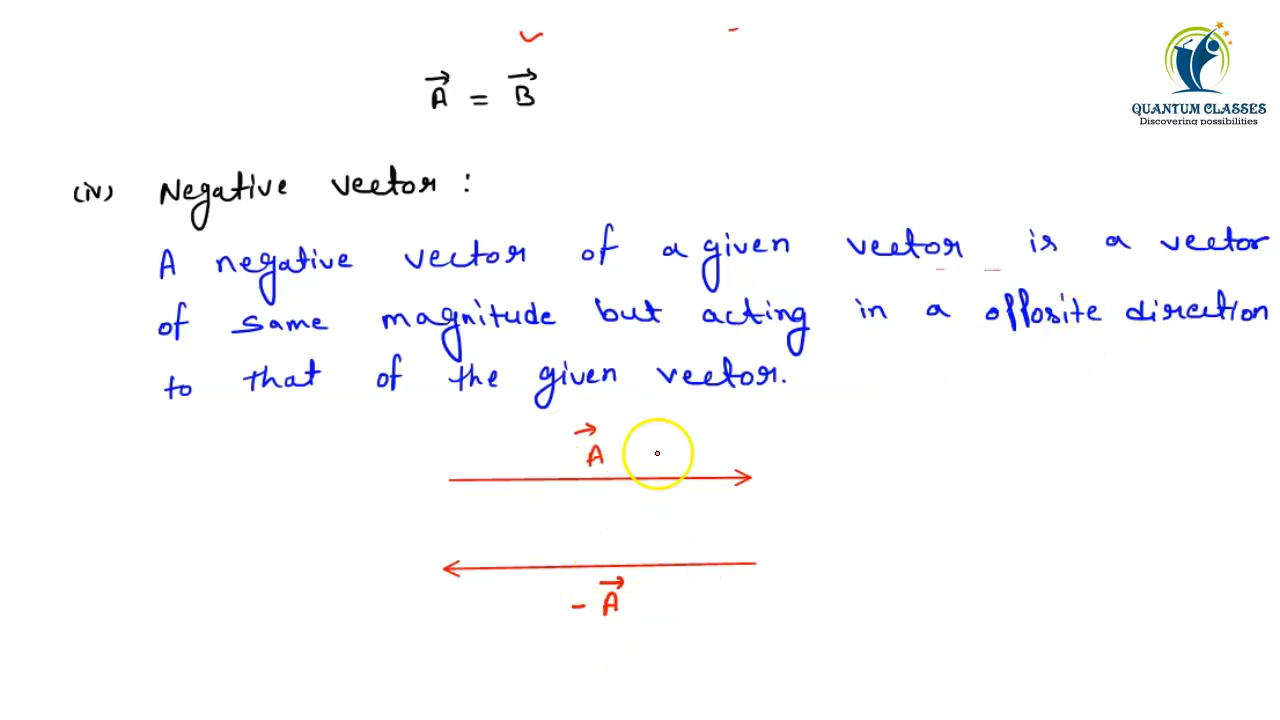 A⃗ = B⃗
QUANTUM CLASSES
Discovering possibilities
(iv) Negative vector :
A negative vector of a given vector is a vector
of same magnitude but acting in a opposite direction
to that of the given vector.
A⃗
- A⃗